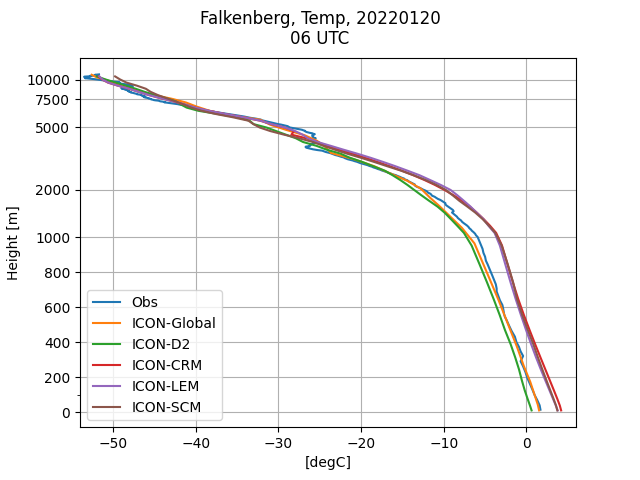 Falkenberg, Temp, 20220120
06 UTC
Height [m]
10000
7500
5000
2000
1000
800
600
400
200
0
Obs
ICON-Global
ICON-D2
ICON-CRM
ICON-LEM
ICON-SCM
−50
−40
−30
−20
−10
0
[degC]